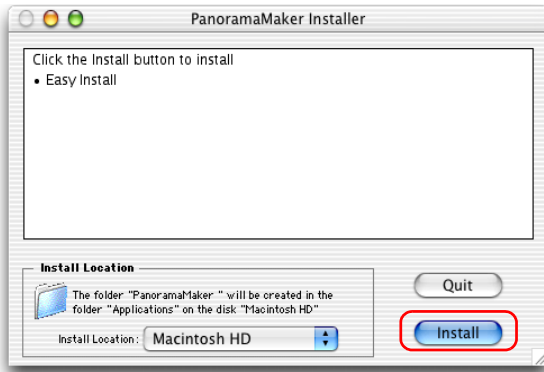 PanoramaMaker Installer
Click the Install button to install
• Easy Install
Install Location
The folder "PanoramaMaker " will be created in the
folder "Applications" on the disk "Macintosh HD"
Install Location: Macintosh HD
Quit
Install